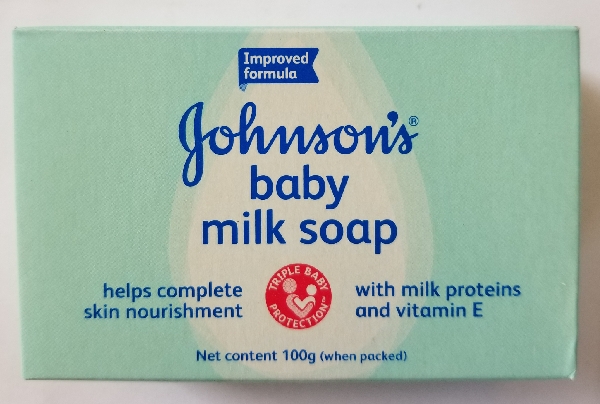 Improved
formula
Johnson's®
baby
milk soap
helps complete
skin nourishment
TRIPLE BABY
PROTECTION™
with milk proteins
and vitamin E
Net content 100g (when packed)